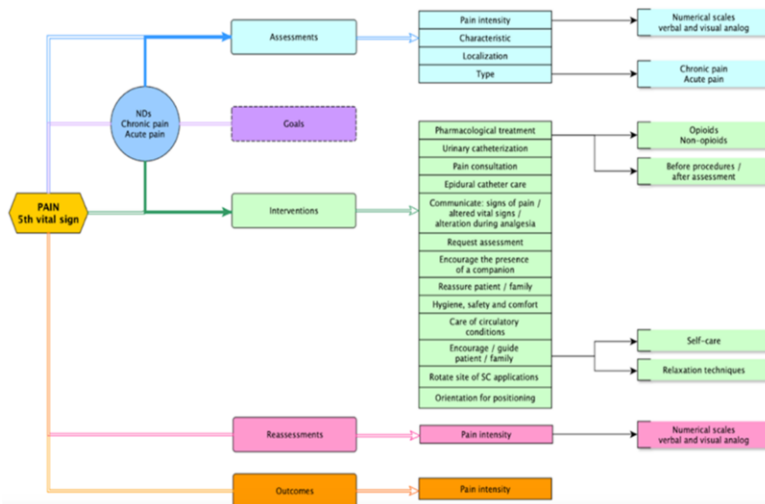 PAIN
5th vital sign
NDs
Chronic pain
Acute pain
Assessments
Pain intensity
Characteristic
Localization
Type
Numerical scales
verbal and visual analog
Chronic pain
Acute pain
Goals
Interventions
Pharmacological treatment
Urinary catheterization
Pain consultation
Epidural catheter care
Communicate: signs of pain /
altered vital signs /
alteration during analgesia
Request assessment
Encourage the presence
of a companion
Reassure patient / family
Hygiene, safety and comfort
Care of circulatory
conditions
Encourage / guide
patient / family
Rotate site of SC applications
Orientation for positioning
Opioids
Non-opioids
Before procedures /
after assessment
Self-care
Relaxation techniques
Reassessments
Pain intensity
Numerical scales
verbal and visual analog
Outcomes
Pain intensity